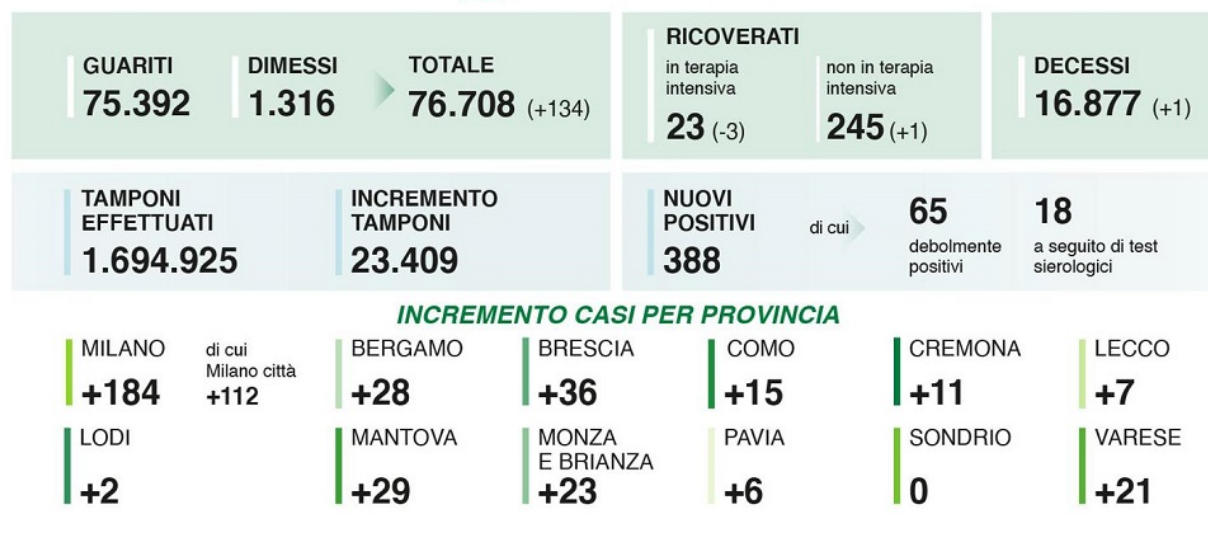 GUARITI
75.392
DIMESSI
1.316
TOTALE
76.708 (+134)
RICOVERATI
in terapia
intensiva
23 (-3)
non in terapia
intensiva
245 (+1)
DECESSI
16.877 (+1)
TAMPONI
EFFETTUATI
1.694.925
INCREMENTO
TAMPONI
23.409
NUOVI
POSITIVI
388
di cui
65
debolmente
positivi
18
a seguito di test
sierologici
INCREMENTO CASI PER PROVINCIA
MILANO
+184
di cui
Milano città
+112
BERGAMO
+28
BRESCIA
+36
COMO
+15
CREMONA
+11
LECCO
+7
LODI
+2
MANTOVA
+29
MONZA
E BRIANZA
+23
PAVIA
+6
SONDRIO
0
VARESE
+21